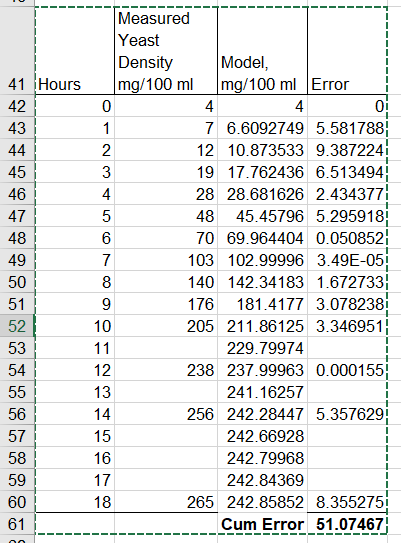 Measured
Yeast
Density Model,
41 Hours mg/100 ml mg/100 ml Error
42 0 4 4 0
43 1 7 6.6092749 5.581788
44 2 12 10.873533 9.387224
45 3 19 17.762436 6.513494
46 4 28 28.681626 2.434377
47 5 48 45.45796 5.295918
48 6 70 69.964404 0.050852
49 7 103 102.99996 3.49E-05
50 8 140 142.34183 1.672733
51 9 176 181.4177 3.078238
52 10 205 211.86125 3.346951
53 11 229.79974
54 12 238 237.99963 0.000155
55 13 241.16257
56 14 256 242.28447 5.357629
57 15 242.66928
58 16 242.79968
59 17 242.84369
60 18 265 242.85852 8.355275
61 Cum Error 51.07467